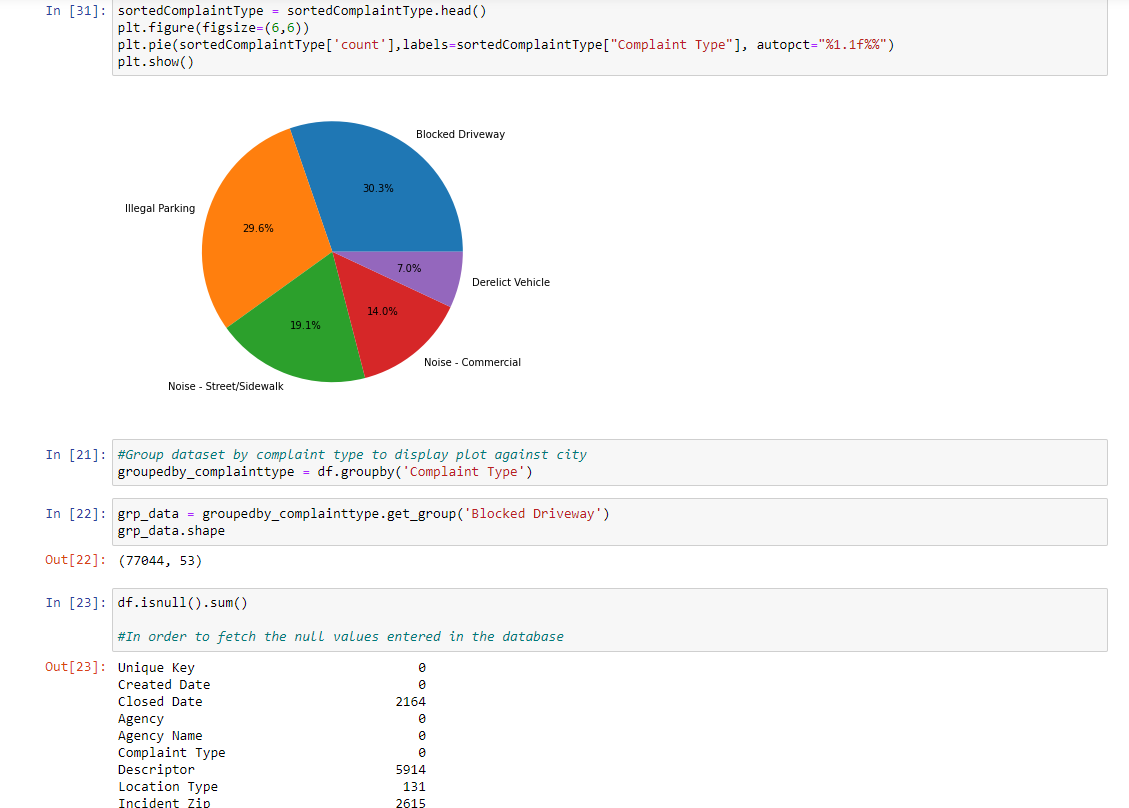 In [31]: sortedComplaintType = sortedComplaintType.head()
plt.figure(figsize=(6,6))
plt.pie(sortedComplaintType['count'],labels=sortedComplaintType["Complaint Type"], autopct="%1.1f%%")
plt.show()
Blocked Driveway
30.3%
Illegal Parking
29.6%
7.0%
Derelict Vehicle
14.0%
19.1%
Noise - Commercial
Noise - Street/Sidewalk
In [21]: #Group dataset by complaint type to display plot against city
groupedby_complainttype = df.groupby('Complaint Type')
In [22]: grp_data = groupedby_complainttype.get_group('Blocked Driveway')
grp_data.shape
Out[22]: (77044, 53)
In [23]: df.isnull().sum()
#In order to fetch the null values entered in the database
Out[23]: Unique Key 0
Created Date 0
Closed Date 2164
Agency 0
Agency Name 0
Complaint Type 0
Descriptor 5914
Location Type 131
Incident Zip 2615